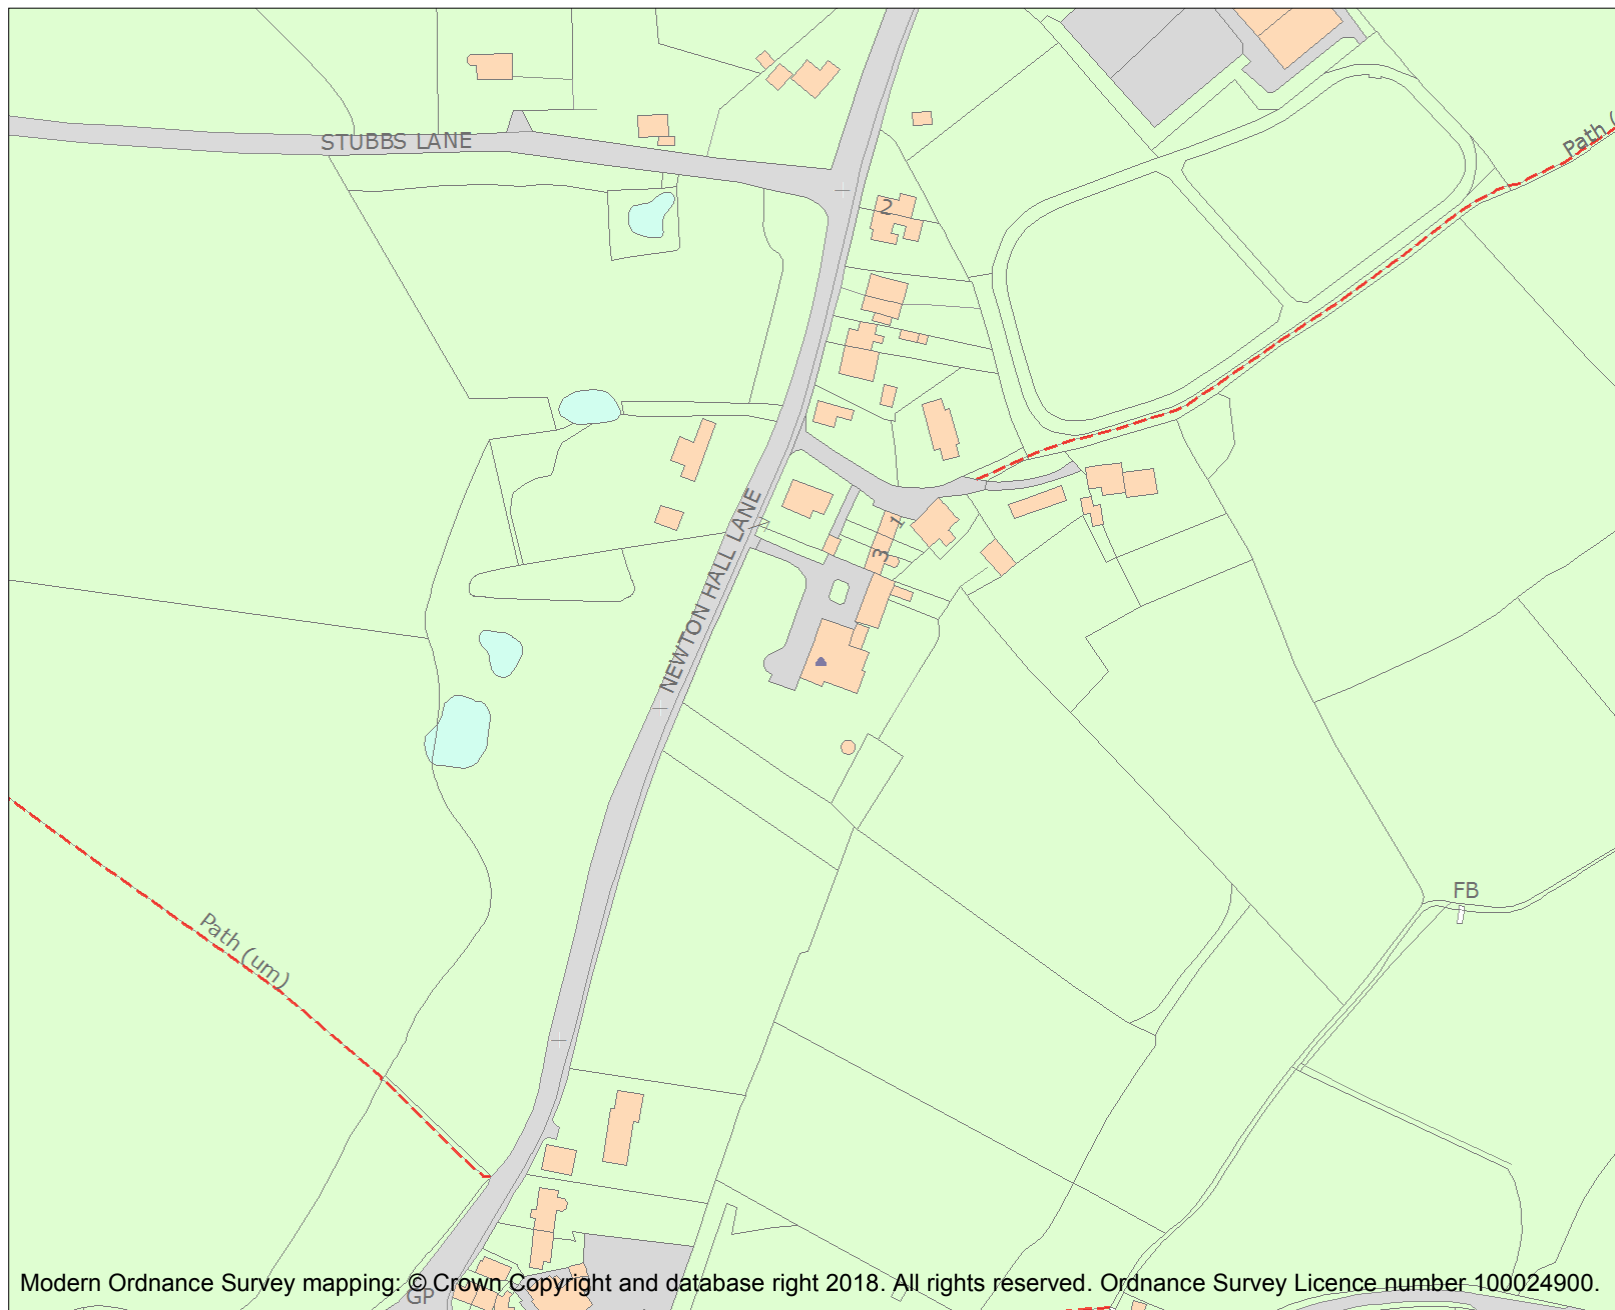 Path (
STUBBS LANE
2
NEWTON HALL LANE
1
3
FB
Path (um)
GP
Modern Ordnance Survey mapping: © Crown Copyright and database right 2018. All rights reserved. Ordnance Survey Licence number 100024900.